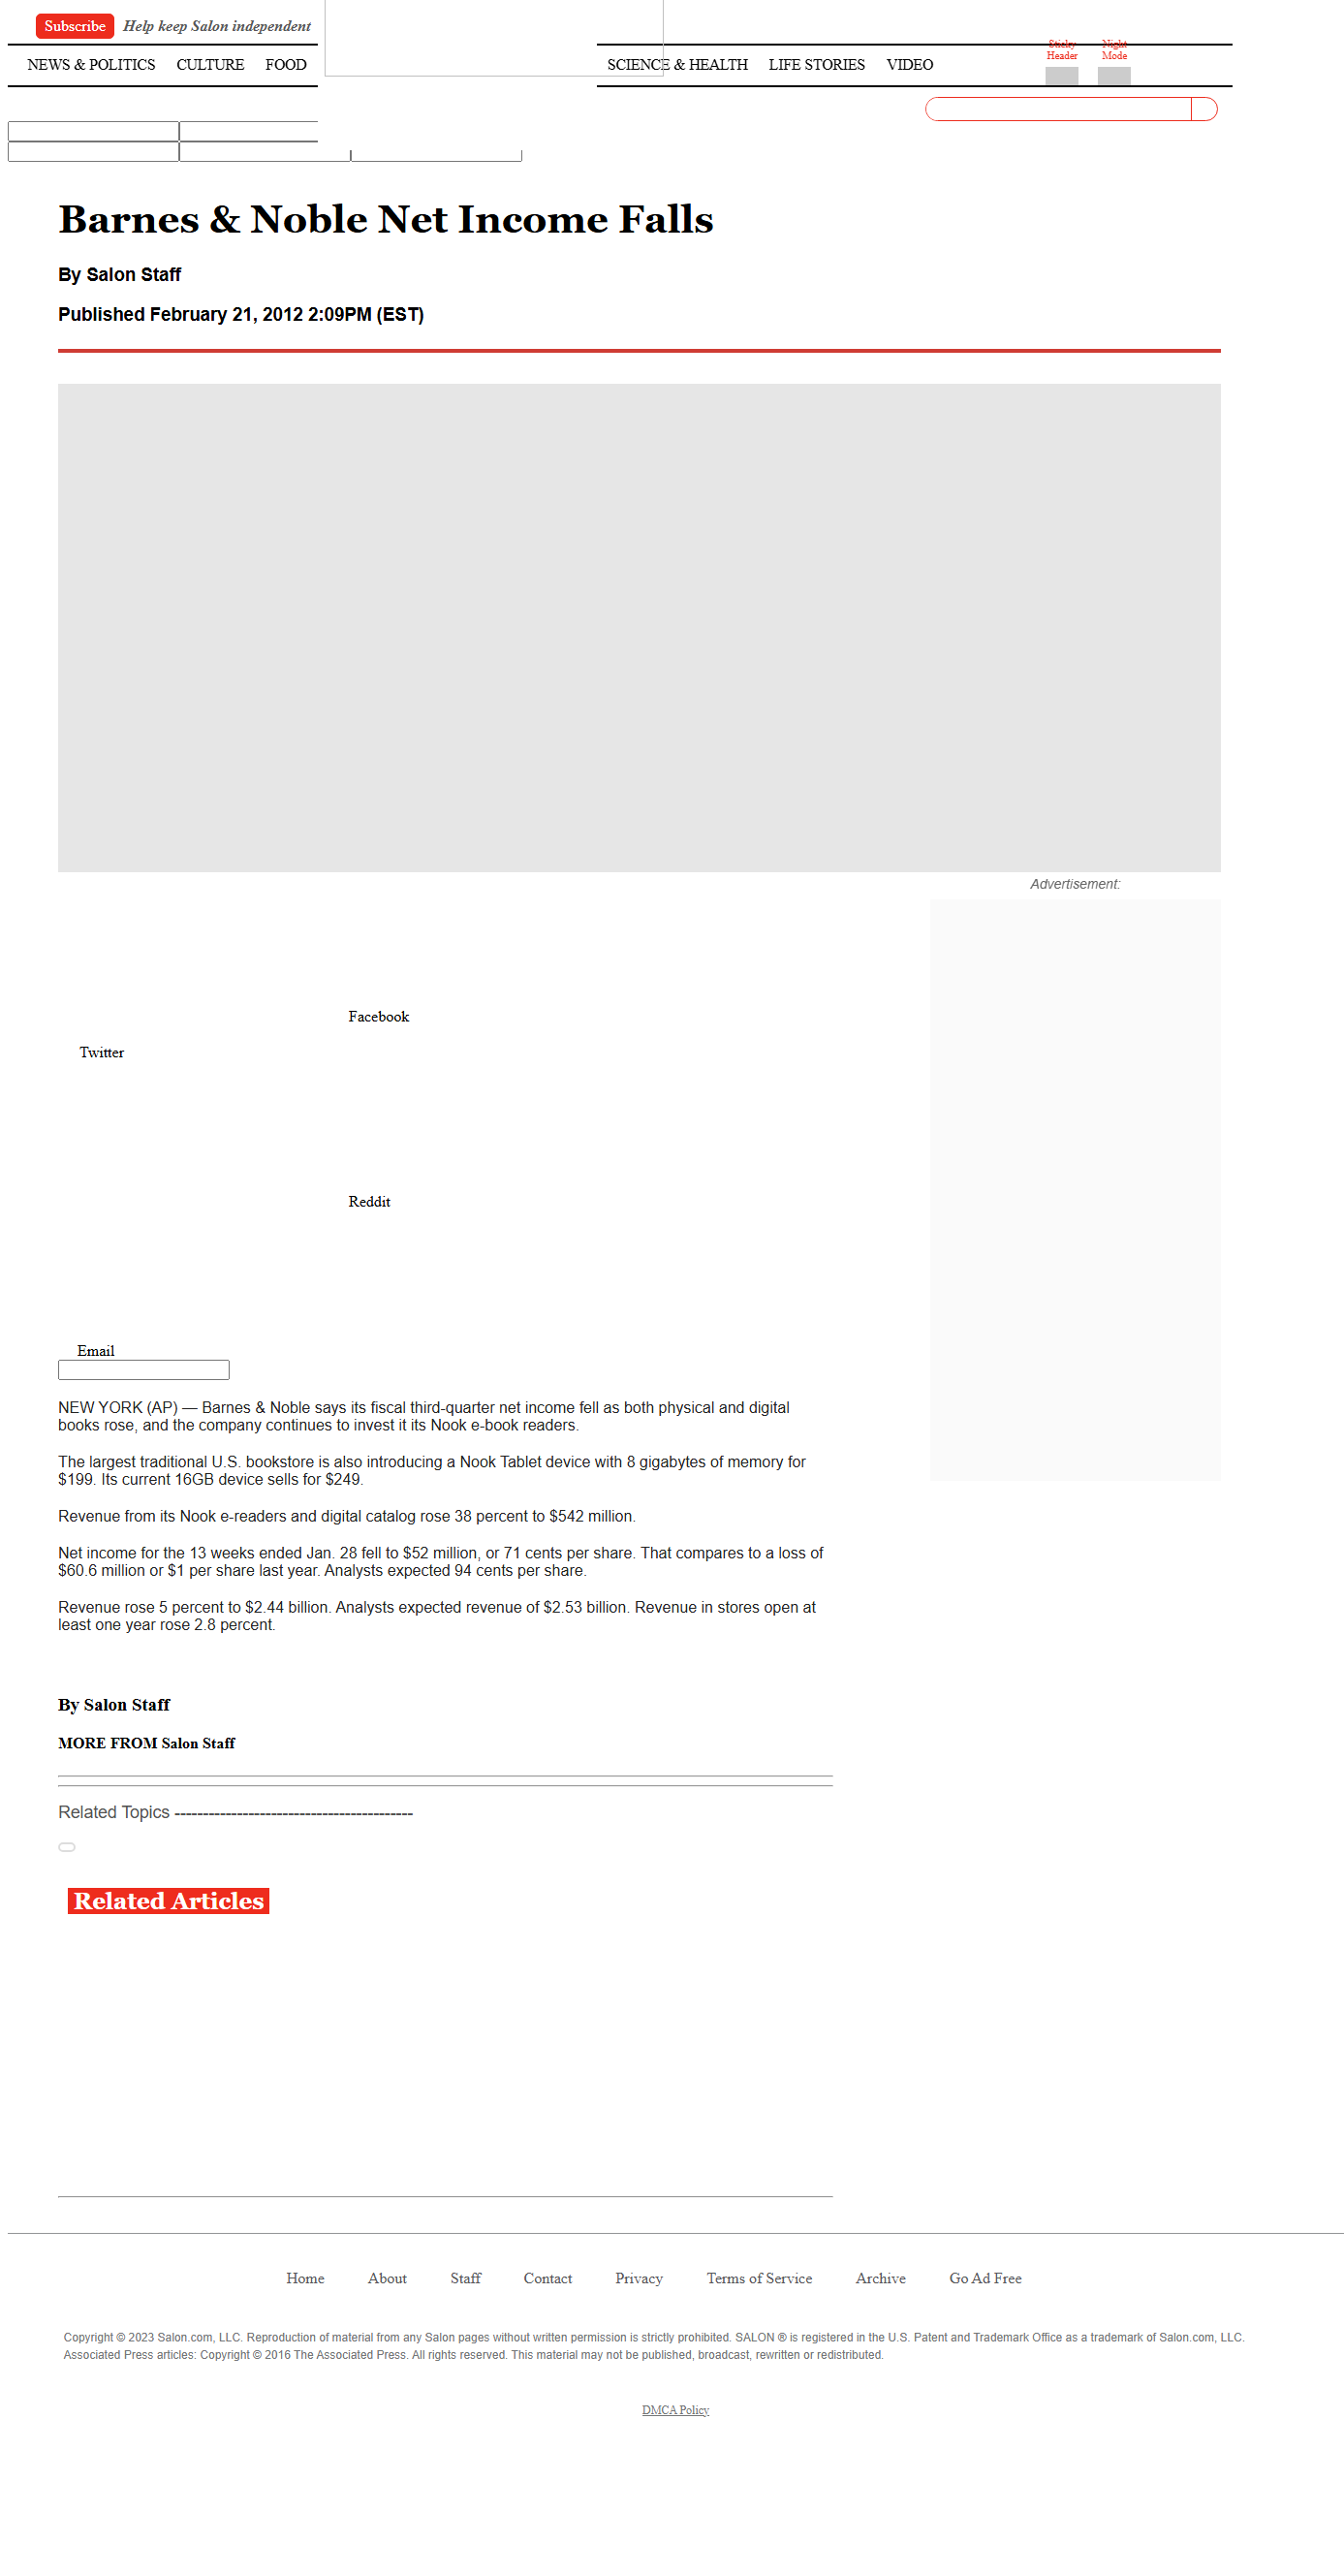 Subscribe Help keep Salon independent
NEWS & POLITICS CULTURE FOOD SCIENCE & HEALTH LIFE STORIES VIDEO
Sticky Header
Night Mode
Barnes & Noble Net Income Falls
By Salon Staff
Published February 21, 2012 2:09PM (EST)
Advertisement:
Facebook
Twitter
Reddit
Email
NEW YORK (AP) — Barnes & Noble says its fiscal third-quarter net income fell as both physical and digital
books rose, and the company continues to invest it its Nook e-book readers.
The largest traditional U.S. bookstore is also introducing a Nook Tablet device with 8 gigabytes of memory for
$199. Its current 16GB device sells for $249.
Revenue from its Nook e-readers and digital catalog rose 38 percent to $542 million.
Net income for the 13 weeks ended Jan. 28 fell to $52 million, or 71 cents per share. That compares to a loss of
$60.6 million or $1 per share last year. Analysts expected 94 cents per share.
Revenue rose 5 percent to $2.44 billion. Analysts expected revenue of $2.53 billion. Revenue in stores open at
least one year rose 2.8 percent.
By Salon Staff
MORE FROM Salon Staff
Related Topics ------------------------------------------
Related Articles
Home About Staff Contact Privacy Terms of Service Archive Go Ad Free
Copyright © 2023 Salon.com, LLC. Reproduction of material from any Salon pages without written permission is strictly prohibited. SALON ® is registered in the U.S. Patent and Trademark Office as a trademark of Salon.com, LLC.
Associated Press articles: Copyright © 2016 The Associated Press. All rights reserved. This material may not be published, broadcast, rewritten or redistributed.
DMCA Policy